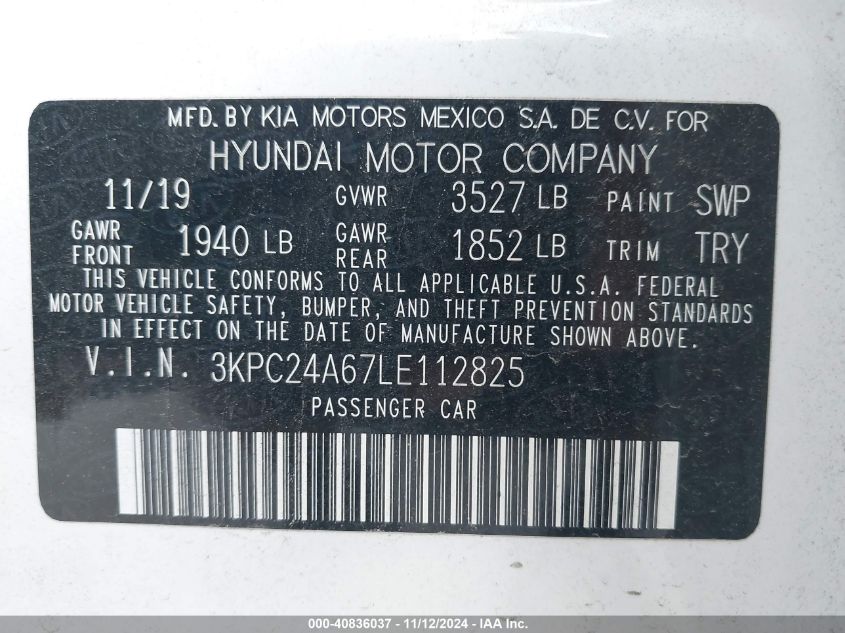 MFD. BY KIA MOTORS MEXICO S.A. DE C.V. FOR
HYUNDAI MOTOR COMPANY
11/19 GVWR 3527 LB PAINT SWP
GAWR FRONT 1940 LB GAWR REAR 1852 LB TRIM TRY
THIS VEHICLE CONFORMS TO ALL APPLICABLE U.S.A. FEDERAL
MOTOR VEHICLE SAFETY, BUMPER, AND THEFT PREVENTION STANDARDS
IN EFFECT ON THE DATE OF MANUFACTURE SHOWN ABOVE.
V.I.N. 3KPC24A67LE112825
PASSENGER CAR
000-40836037 - 11/12/2024 - IAA Inc.